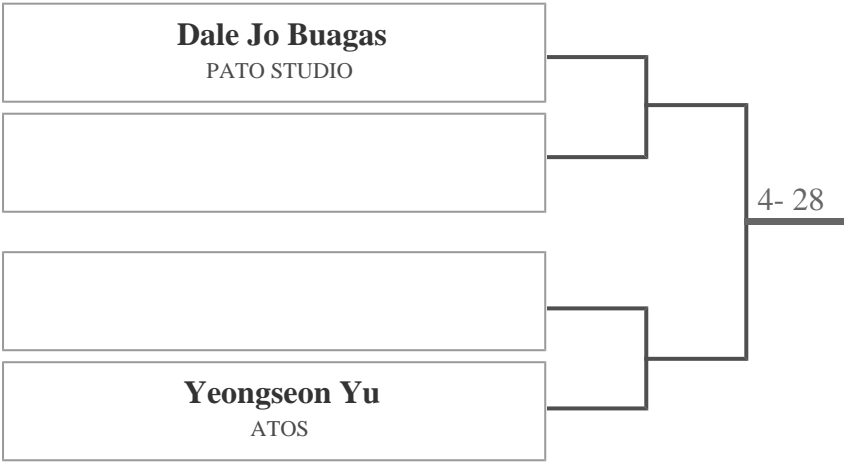 Dale Jo Buagas
PATO STUDIO
4- 28
Yeongseon Yu
ATOS